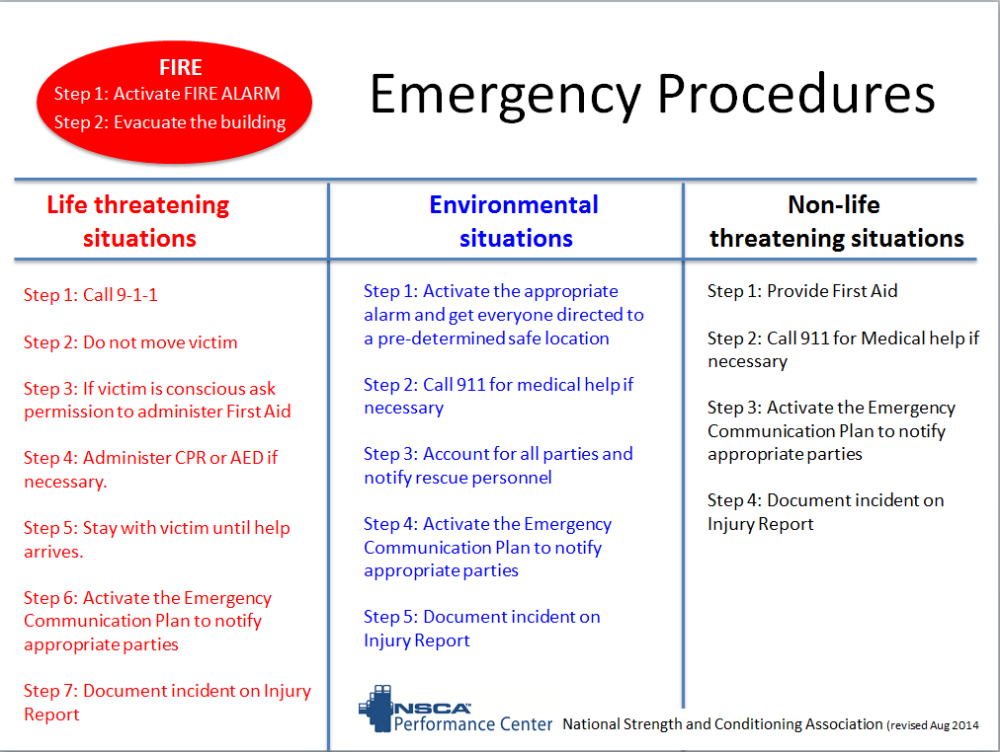 FIRE
Step 1: Activate FIRE ALARM
Step 2: Evacuate the building
Emergency Procedures
Life threatening
situations
Step 1: Call 9-1-1
Step 2: Do not move victim
Step 3: If victim is conscious ask
permission to administer First Aid
Step 4: Administer CPR or AED if
necessary.
Step 5: Stay with victim until help
arrives.
Step 6: Activate the Emergency
Communication Plan to notify
appropriate parties
Step 7: Document incident on Injury
Report
Environmental
situations
Step 1: Activate the appropriate
alarm and get everyone directed to
a pre-determined safe location
Step 2: Call 911 for medical help if
necessary
Step 3: Account for all parties and
notify rescue personnel
Step 4: Activate the Emergency
Communication Plan to notify
appropriate parties
Step 5: Document incident on
Injury Report
Non-life
threatening situations
Step 1: Provide First Aid
Step 2: Call 911 for Medical help if
necessary
Step 3: Activate the Emergency
Communication Plan to notify
appropriate parties
Step 4: Document incident on
Injury Report
NSCA™
Performance Center
National Strength and Conditioning Association (revised Aug 2014